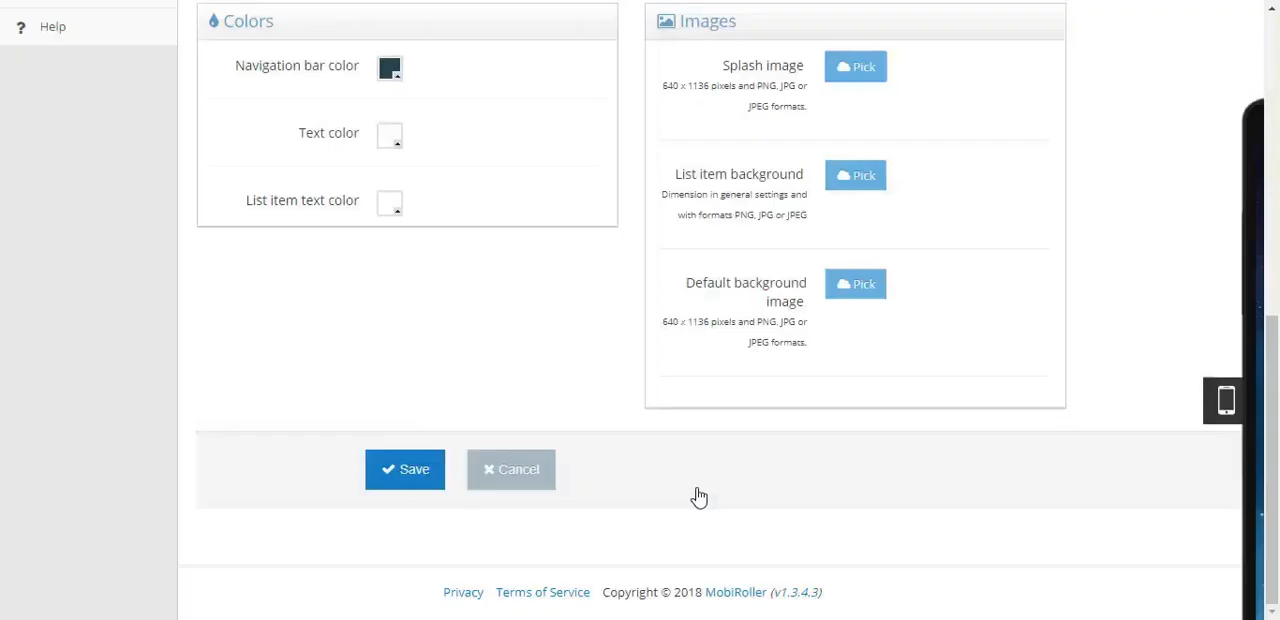 ? Help
Colors
Navigation bar color
Text color
List item text color
Images
Splash image
640 x 1136 pixels and PNG, JPG or
JPEG formats.
Pick
List item background
Dimension in general settings and
with formats PNG, JPG or JPEG
Pick
Default background
image
640 x 1136 pixels and PNG, JPG or
JPEG formats.
Pick
Save
Cancel
Privacy Terms of Service Copyright © 2018 MobiRoller (v1.3.4.3)